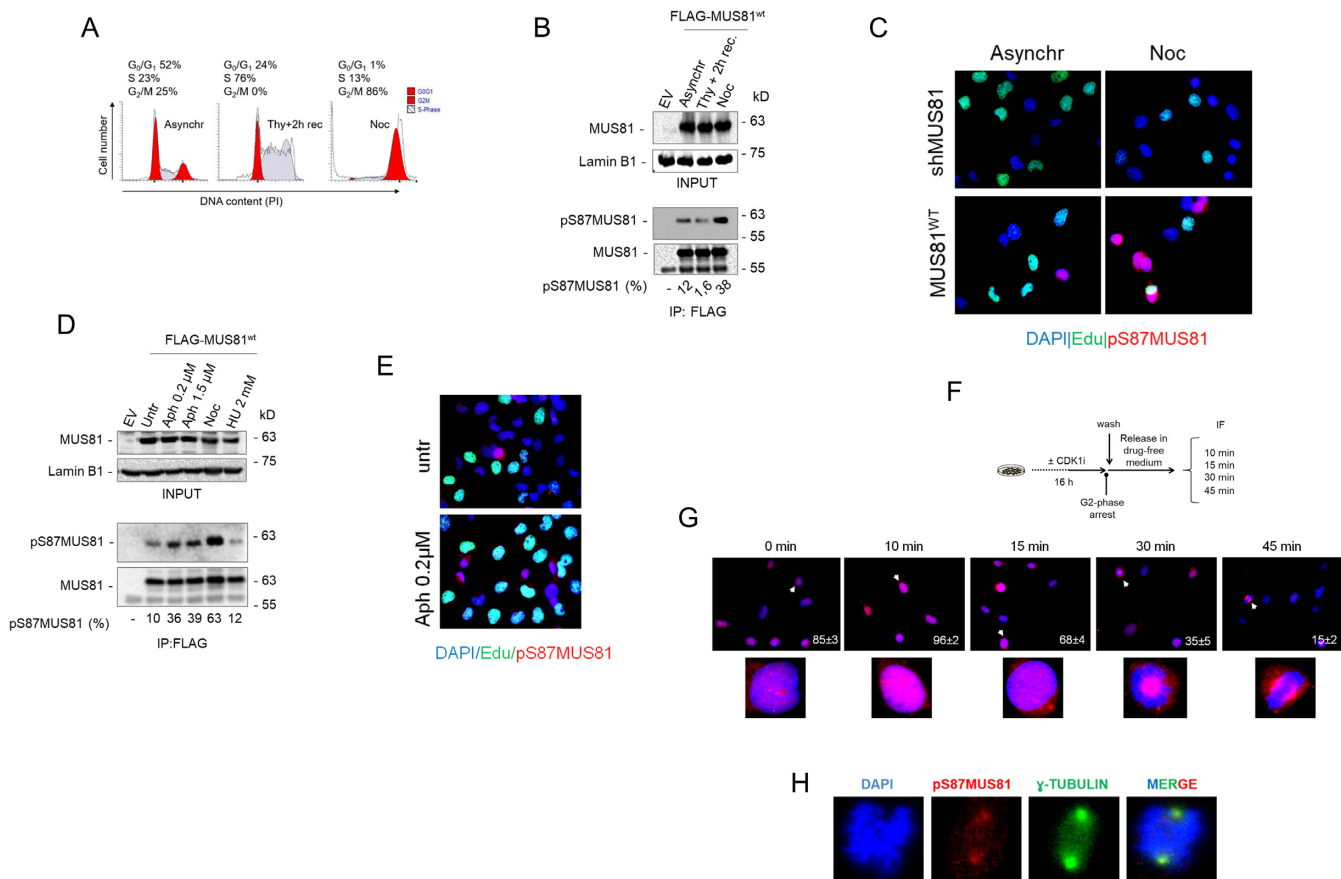 A
G₀/G₁ 52%
S 23%
G₂/M 25%
G₀/G₁ 24%
S 76%
G₂/M 0%
G₀/G₁ 1%
S 13%
G₂/M 86%
G0G1
G2M
S-Phase
Asynchr
Thy+2h rec
Noc
Cell number
DNA content (PI)
B
FLAG-MUS81ʷᵗ
EV
Asynchr
Thy + 2h rec.
Noc
kD
MUS81 -
- 63
Lamin B1 -
- 75
INPUT
pS87MUS81 -
- 63
- 55
MUS81 -
- 55
pS87MUS81 (%) - 12 1,6 38
IP: FLAG
C
Asynchr Noc
shMUS81
MUS81ᵂᵀ
DAPI|Edu|pS87MUS81
D
FLAG-MUS81ʷᵗ
EV
Untr
Aph 0.2 µM
Aph 1.5 µM
Noc
HU 2 mM
kD
MUS81 -
- 63
Lamin B1 -
- 75
INPUT
pS87MUS81 -
- 63
MUS81 -
- 63
- 55
pS87MUS81 (%) - 10 36 39 63 12
IP:FLAG
E
untr
Aph 0.2µM
DAPI/Edu/pS87MUS81
F
wash
± CDK1i
16 h
Release in
drug-free
medium
G2-phase
arrest
IF
10 min
15 min
30 min
45 min
G
0 min 10 min 15 min 30 min 45 min
85±3 96±2 68±4 35±5 15±2
H
DAPI pS87MUS81 ɣ-TUBULIN MERGE